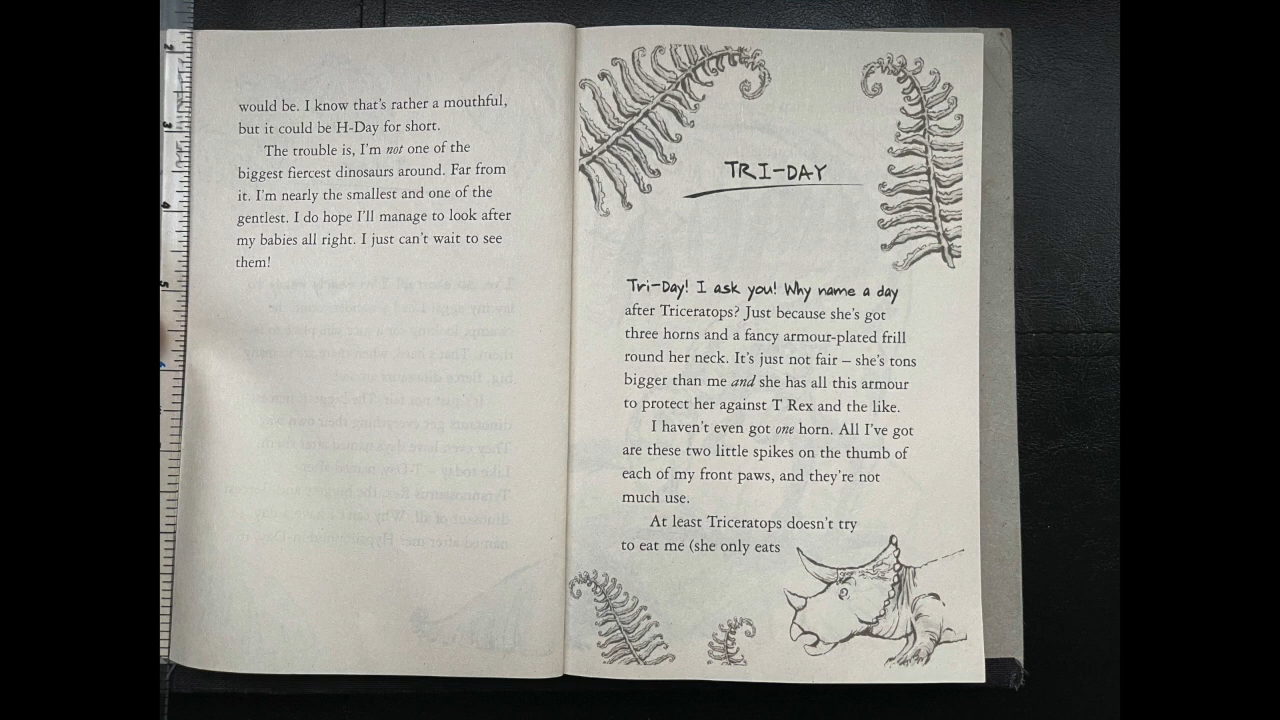 would be. I know that's rather a mouthful,
but it could be H-Day for short.
The trouble is, I'm not one of the
biggest fiercest dinosaurs around. Far from
it. I'm nearly the smallest and one of the
gentlest. I do hope I'll manage to look after
my babies all right. I just can't wait to see
them!
TRI-DAY
Tri-Day! I ask you! Why name a day
after Triceratops? Just because she's got
three horns and a fancy armour-plated frill
round her neck. It's just not fair – she's tons
bigger than me and she has all this armour
to protect her against T Rex and the like.
I haven't even got one horn. All I've got
are these two little spikes on the thumb of
each of my front paws, and they're not
much use.
At least Triceratops doesn't try
to eat me (she only eats